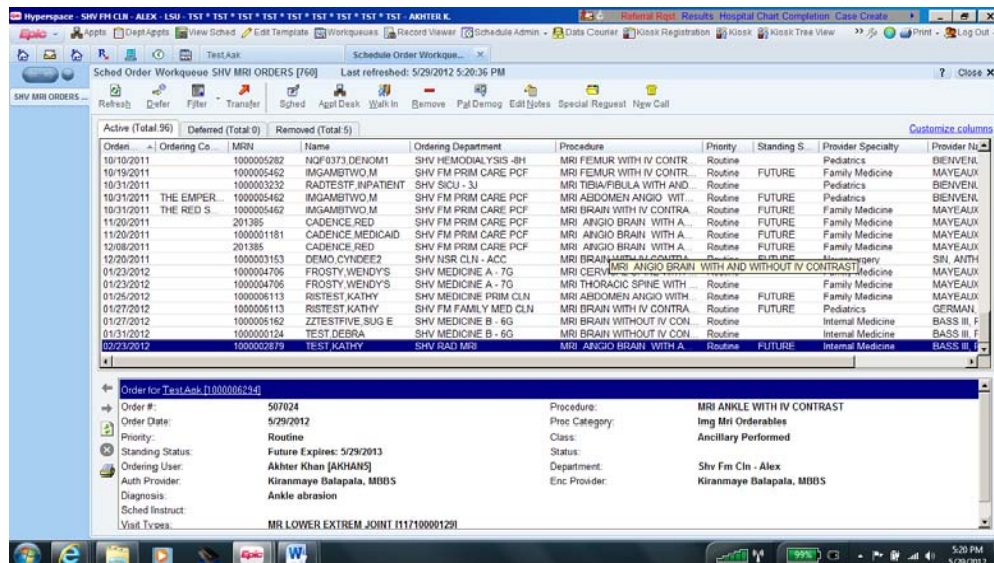 Hyperspace - SHV FM CLN - ALEX - LSU - TST * TST * TST * TST * TST * TST * TST * TST * TST - AKHTER K.
Referral Rqst Results Hospital Chart Completion Case Create
Epic Appts Dept Appts View Sched Edit Template Workqueues Record Viewer Schedule Admin Data Courier Kiosk Registration Kiosk Kiosk Tree View Print Log Out
Test,Aak Schedule Order Workque...
Sched Order Workqueue SHV MRI ORDERS [760] Last refreshed: 5/29/2012 5:20:36 PM ? Close X
SHV MRI ORDERS ...
Refresh Defer Filter Transfer Sched Appt Desk Walk In Remove Pat Demog Edit Notes Special Request New Call
Active (Total:96) Deferred (Total:0) Removed (Total:5) Customize columns
Orderi... Ordering Co... MRN Name Ordering Department Procedure Priority Standing S... Provider Specialty Provider Na
10/10/2011 1000005282 NQF0373,DENOM1 SHV HEMODIALYSIS -8H MRI FEMUR WITH IV CONTR... Routine Pediatrics BIENVENU,
10/19/2011 1000005462 IMGAMBTWO,M SHV FM PRIM CARE PCF MRI FEMUR WITH IV CONTR... Routine FUTURE Family Medicine MAYEAUX
10/31/2011 1000003232 RADTESTF,INPATIENT SHV SICU - 3J MRI TIBIA/FIBULA WITH AND... Routine Pediatrics BIENVENU,
10/31/2011 THE EMPER... 1000005462 IMGAMBTWO,M SHV FM PRIM CARE PCF MRI ABDOMEN ANGIO WIT... Routine FUTURE Pediatrics BIENVENU,
10/31/2011 THE RED S... 1000005462 IMGAMBTWO,M SHV FM PRIM CARE PCF MRI BRAIN WITH IV CONTRA... Routine FUTURE Family Medicine MAYEAUX
11/20/2011 201385 CADENCE,RED SHV FM PRIM CARE PCF MRI ANGIO BRAIN WITH A... Routine FUTURE Family Medicine MAYEAUX
11/20/2011 1000001181 CADENCE,MEDICAID SHV FM PRIM CARE PCF MRI ANGIO BRAIN WITH A... Routine FUTURE Family Medicine MAYEAUX
12/08/2011 201385 CADENCE,RED SHV FM PRIM CARE PCF MRI ANGIO BRAIN WITH A... Routine FUTURE Family Medicine MAYEAUX
12/20/2011 1000003153 DEMO,CYNDEE2 SHV NSR CLN - ACC MRI BRAIN WITH IV CONTRA... Routine FUTURE Neurosurgery SIN, ANTH
MRI ANGIO BRAIN WITH AND WITHOUT IV CONTRAST
01/23/2012 1000004706 FROSTY,WENDY'S SHV MEDICINE A - 7G MRI CERV Medicine MAYEAUX
01/23/2012 1000004706 FROSTY,WENDY'S SHV MEDICINE A - 7G MRI THORACIC SPINE WITH ... Routine Family Medicine MAYEAUX
01/25/2012 1000006113 RISTEST,KATHY SHV MEDICINE PRIM CLN MRI ABDOMEN ANGIO WITH... Routine FUTURE Family Medicine MAYEAUX
01/27/2012 1000006113 RISTEST,KATHY SHV FM FAMILY MED CLN MRI BRAIN WITH IV CONTRA... Routine FUTURE Pediatrics GERMAN,
01/27/2012 1000005162 ZZTESTFIVE,SUG E SHV MEDICINE B - 6G MRI BRAIN WITHOUT IV CON... Routine Internal Medicine BASS III, F
01/31/2012 1000000124 TEST,DEBRA SHV MEDICINE B - 6G MRI BRAIN WITHOUT IV CON... Routine Internal Medicine BASS III, F
02/23/2012 1000002879 TEST,KATHY SHV RAD MRI MRI ANGIO BRAIN WITH A... Routine FUTURE Internal Medicine BASS III, F
Order for Test,Aak [1000006294]
Order #: 507024 Procedure: MRI ANKLE WITH IV CONTRAST
Order Date: 5/29/2012 Proc Category: Img Mri Orderables
Priority: Routine Class: Ancillary Performed
Standing Status: Future Expires: 5/29/2013 Status:
Ordering User: Akhter Khan [AKHAN5] Department: Shv Fm Cln - Alex
Auth Provider: Kiranmaye Balapala, MBBS Enc Provider: Kiranmaye Balapala, MBBS
Diagnosis: Ankle abrasion
Sched Instruct:
Visit Types: MR LOWER EXTREM JOINT [11710000129]
Epic 99% 5:20 PM
5/29/2012